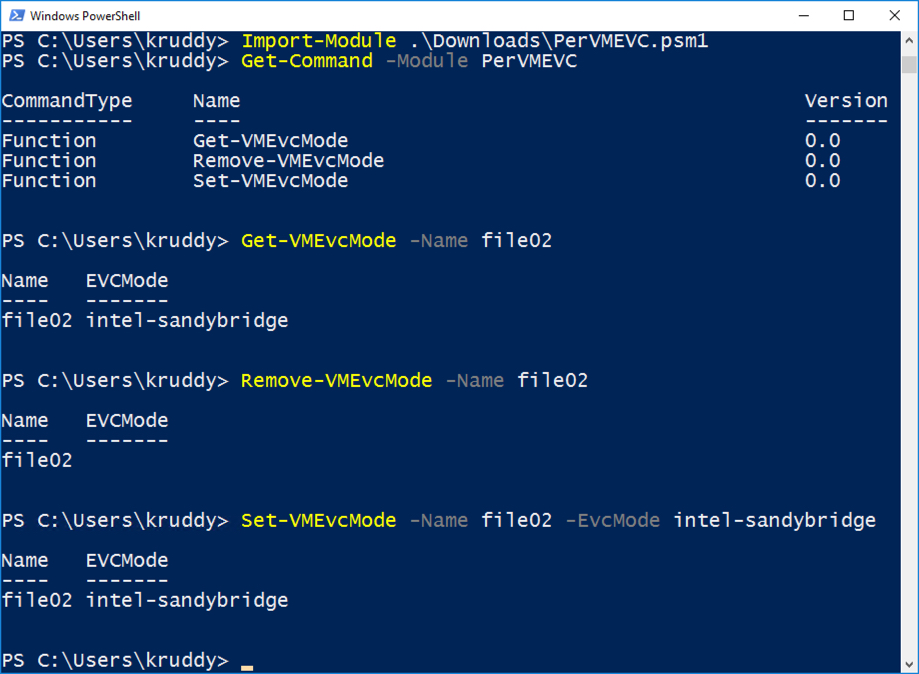 Windows PowerShell
PS C:\Users\kruddy> Import-Module .\Downloads\PerVMEVC.psm1
PS C:\Users\kruddy> Get-Command -Module PerVMEVC
CommandType     Name                                               Version
-----------     ----                                               -------
Function        Get-VMEvcMode                                      0.0
Function        Remove-VMEvcMode                                   0.0
Function        Set-VMEvcMode                                      0.0
PS C:\Users\kruddy> Get-VMEvcMode -Name file02
Name   EVCMode
----   -------
file02 intel-sandybridge
PS C:\Users\kruddy> Remove-VMEvcMode -Name file02
Name   EVCMode
----   -------
file02
PS C:\Users\kruddy> Set-VMEvcMode -Name file02 -EvcMode intel-sandybridge
Name   EVCMode
----   -------
file02 intel-sandybridge
PS C:\Users\kruddy>